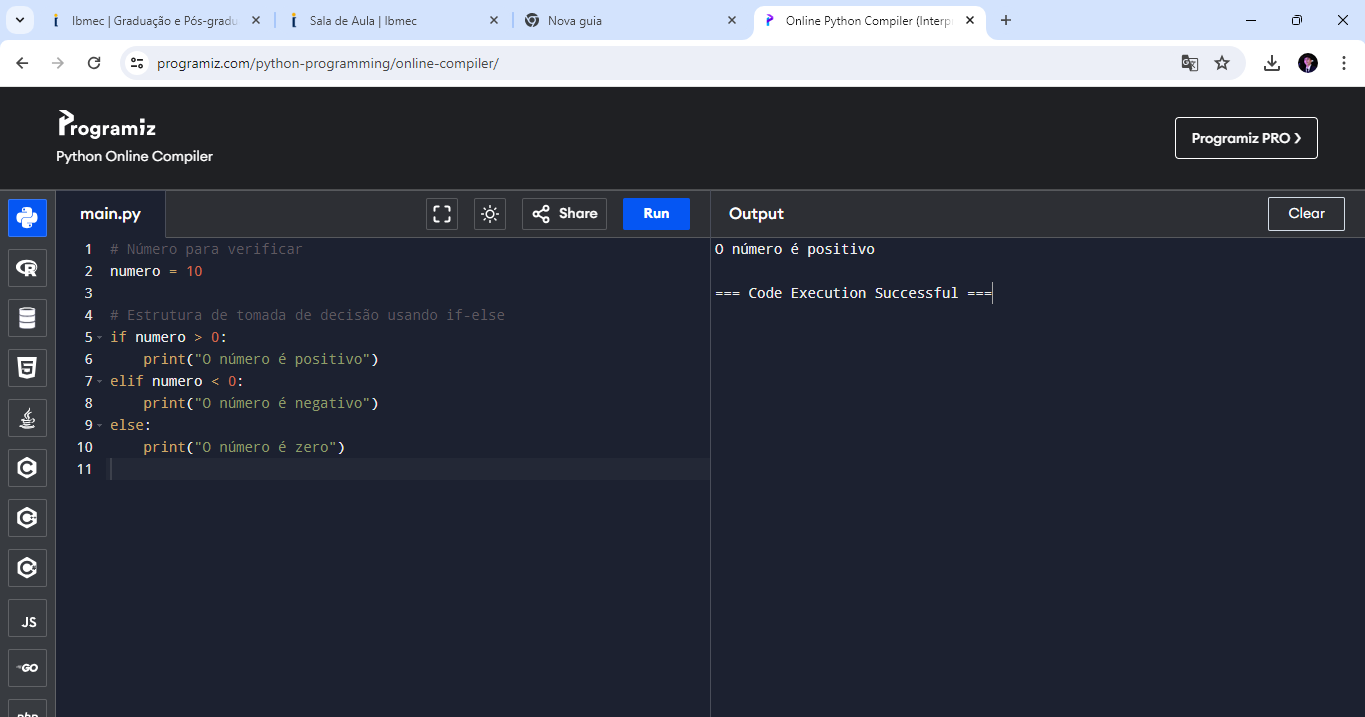 Ibmec | Graduação e Pós-gradu
Sala de Aula | Ibmec
Nova guia
Online Python Compiler (Interp
programiz.com/python-programming/online-compiler/
Programiz
Python Online Compiler
Programiz PRO
main.py
Share
Run
Output
Clear
1 # Número para verificar
2 numero = 10
3
4 # Estrutura de tomada de decisão usando if-else
5 if numero > 0:
6     print("O número é positivo")
7 elif numero < 0:
8     print("O número é negativo")
9 else:
10     print("O número é zero")
11
O número é positivo
=== Code Execution Successful ===
R
5
C
C
C
JS
GO
php